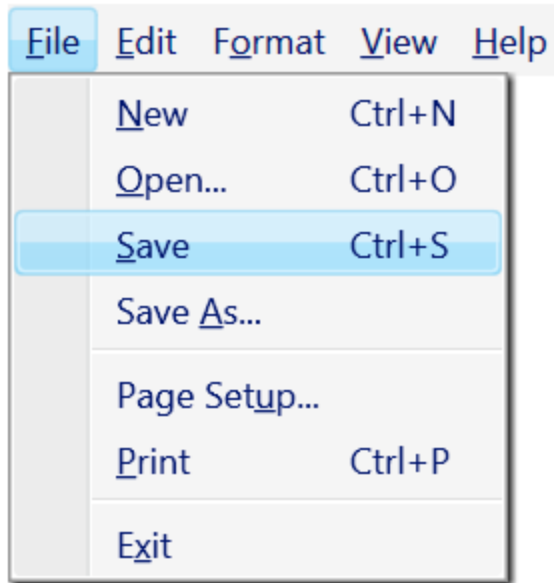 File Edit Format View Help
New Ctrl+N
Open... Ctrl+O
Save Ctrl+S
Save As...
Page Setup...
Print Ctrl+P
Exit